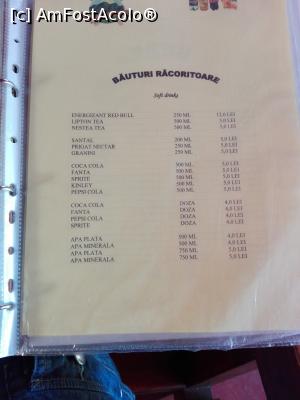 (c) AmFostAcolo®
BĂUTURI RĂCORITOARE
Soft drinks
ENERGIZANT RED BULL 250 ML 12,0 LEI
LIPTON TEA 500 ML 5,0 LEI
NESTEA TEA 500 ML 5,0 LEI
SANTAL 200 ML 5,0 LEI
PRIGAT NECTAR 250 ML 5,0 LEI
GRANINI 250 ML 5,0 LEI
COCA COLA 500 ML 5,0 LEI
FANTA 500 ML 5,0 LEI
SPRITE 500 ML 5,0 LEI
KINLEY 500 ML 5,0 LEI
PEPSI COLA 500 ML 5,0 LEI
COCA COLA DOZA 4,0 LEI
FANTA DOZA 4,0 LEI
PEPSI COLA DOZA 4,0 LEI
SPRITE DOZA 4,0 LEI
APA PLATA 500 ML 4,0 LEI
APA MINERALA 500 ML 4,0 LEI
APA PLATA 750 ML 5,0 LEI
APA MINERALA 750 ML 5,0 LEI